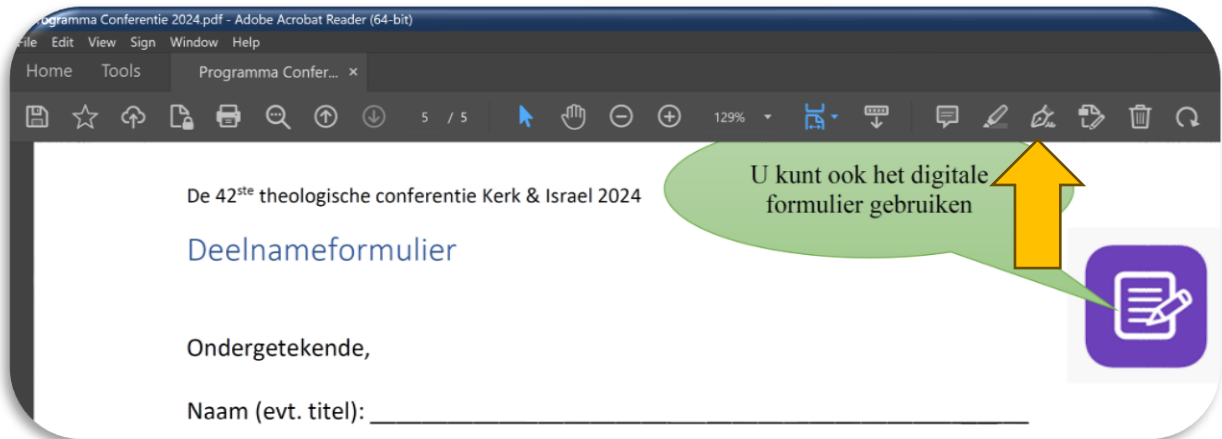 Programma Conferentie 2024.pdf - Adobe Acrobat Reader (64-bit)
File Edit View Sign Window Help
Home Tools Programma Confer... ×
5 / 5 129%
U kunt ook het digitale
formulier gebruiken
De 42ste theologische conferentie Kerk & Israel 2024
Deelnameformulier
Ondergetekende,
Naam (evt. titel):